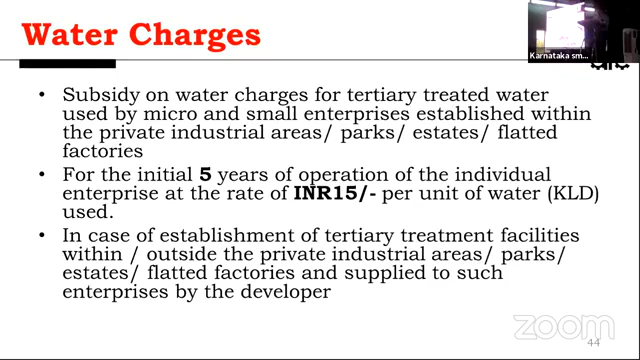 Water Charges
Karnataka sm...
• Subsidy on water charges for tertiary treated water
used by micro and small enterprises established within
the private industrial areas/ parks/ estates/ flatted
factories
• For the initial 5 years of operation of the individual
enterprise at the rate of INR15/- per unit of water (KLD)
used.
• In case of establishment of tertiary treatment facilities
within / outside the private industrial areas/ parks/
estates/ flatted factories and supplied to such
enterprises by the developer
zoom
44